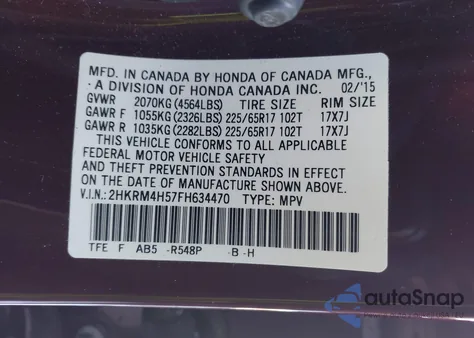 MFD. IN CANADA BY HONDA OF CANADA MFG.,
A DIVISION OF HONDA CANADA INC. 02/'15
GVWR 2070KG (4564LBS) TIRE SIZE RIM SIZE
GAWR F 1055KG (2326LBS) 225/65R17 102T 17X7J
GAWR R 1035KG (2282LBS) 225/65R17 102T 17X7J
THIS VEHICLE CONFORMS TO ALL APPLICABLE
FEDERAL MOTOR VEHICLE SAFETY
AND THEFT PREVENTION STANDARDS IN EFFECT
ON THE DATE OF MANUFACTURE SHOWN ABOVE.
V.I.N.: 2HKRM4H57FH634470 TYPE: MPV
TFE F AB5 -R548P -B -H
autoSnap